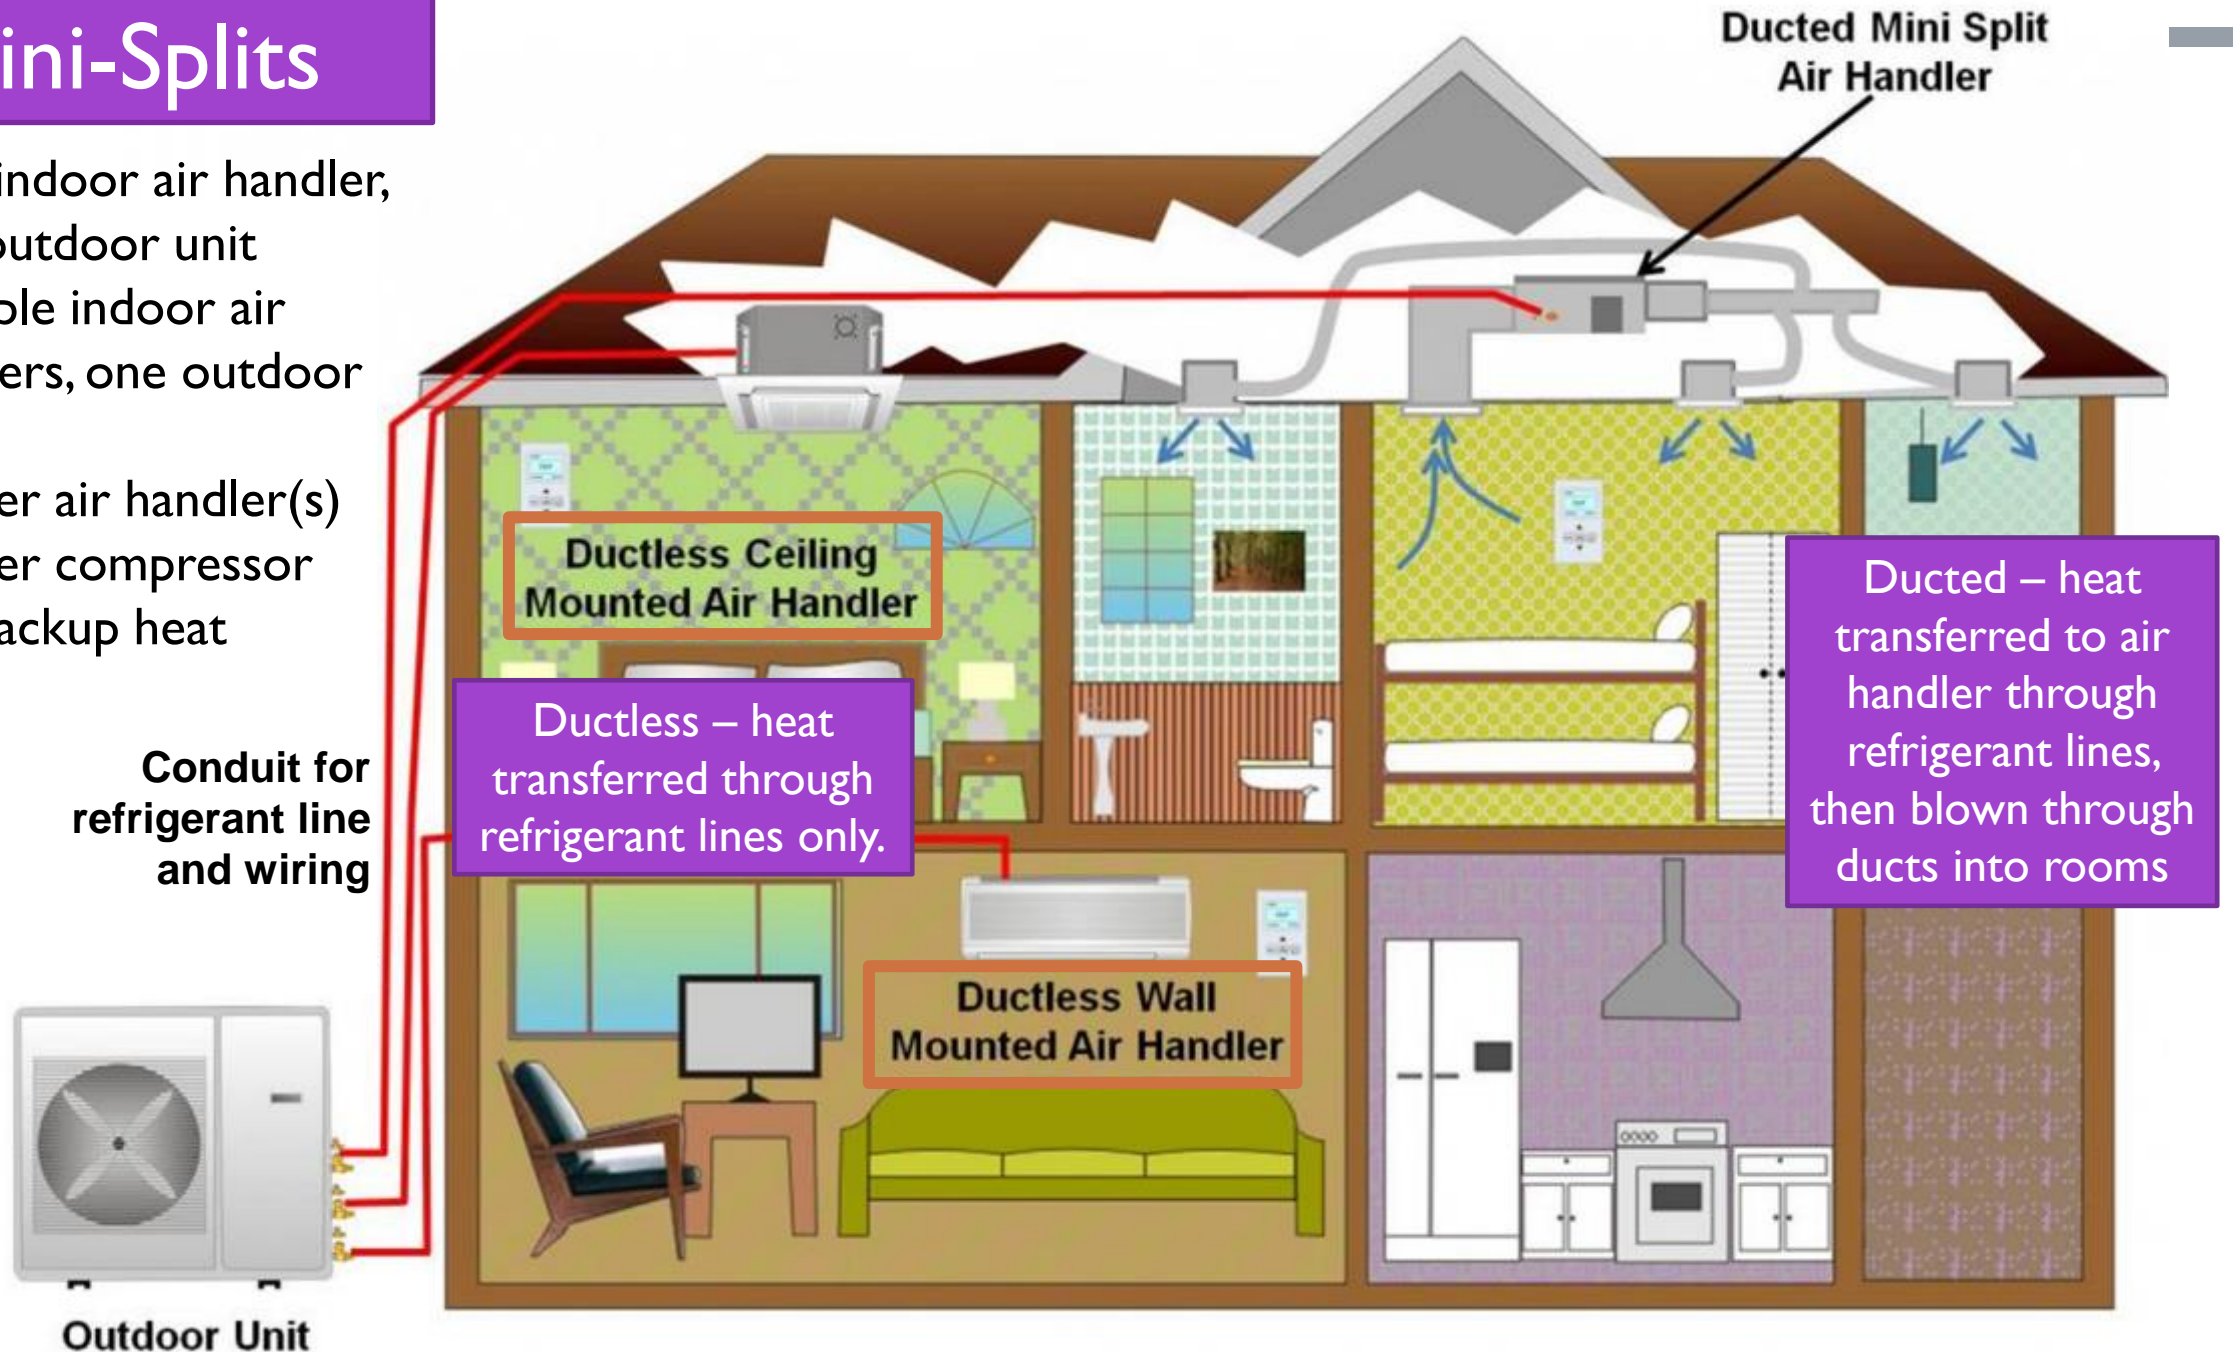 ini-Splits
indoor air handler,
outdoor unit
ple indoor air
ers, one outdoor
er air handler(s)
er compressor
backup heat
Conduit for
refrigerant line
and wiring
Outdoor Unit
Ducted Mini Split
Air Handler
Ductless Ceiling
Mounted Air Handler
Ductless – heat
transferred through
refrigerant lines only.
Ductless Wall
Mounted Air Handler
Ducted – heat
transferred to air
handler through
refrigerant lines,
then blown through
ducts into rooms